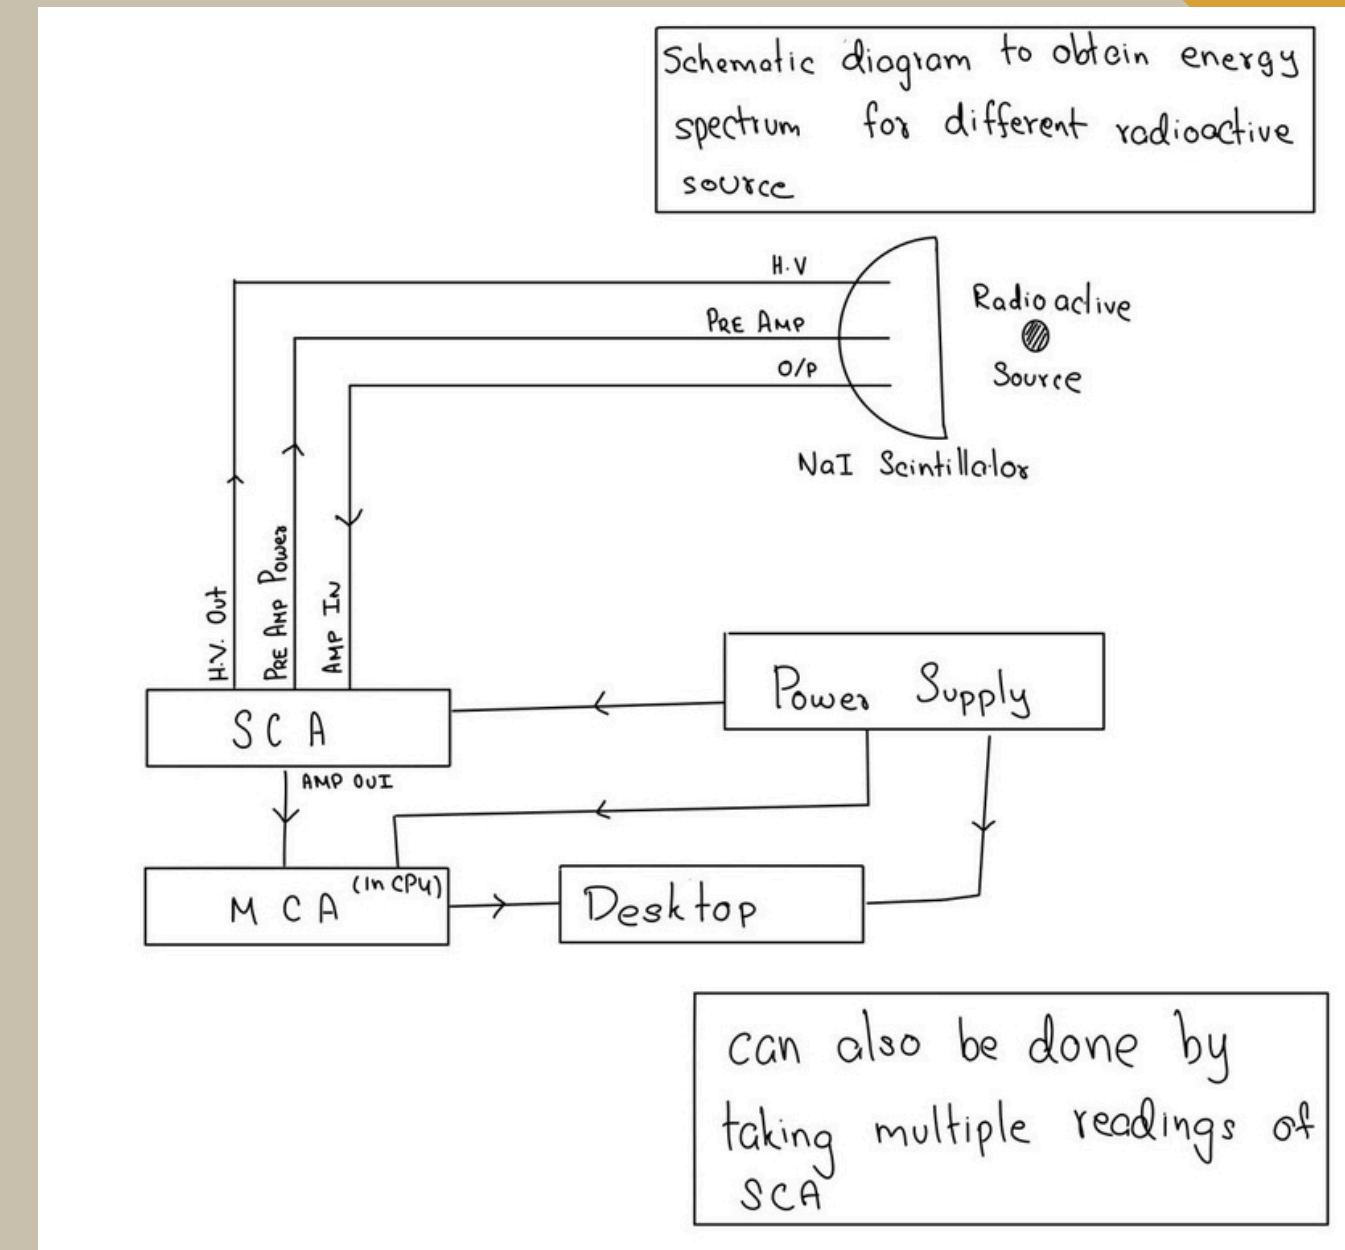 Schematic diagram to obtain energy
spectrum for different radioactive
source
H.V
PRE AMP
O/P
Radioactive
Source
NaI Scintillator
H.V. Out
PRE AMP Power
AMP IN
Power Supply
SCA
AMP OUT
MCA (In CPU)
Desktop
can also be done by
taking multiple readings of
SCA